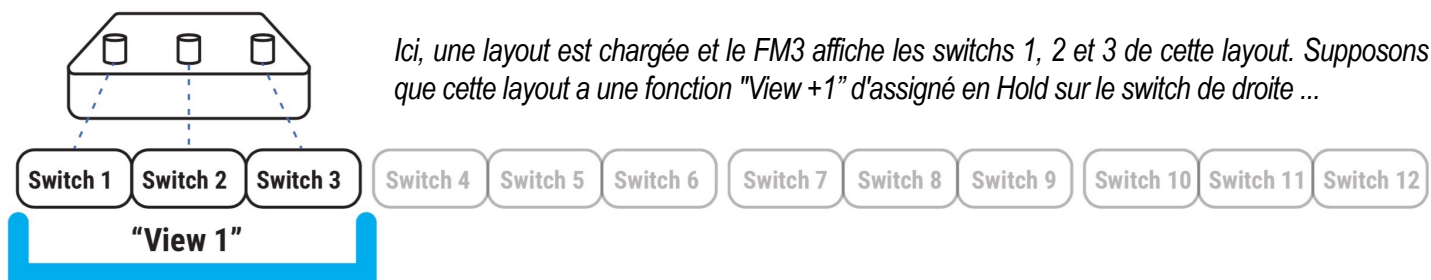 Ici, une layout est chargée et le FM3 affiche les switchs 1, 2 et 3 de cette layout. Supposons
que cette layout a une fonction "View +1” d'assigné en Hold sur le switch de droite ...
Switch 1 Switch 2 Switch 3 Switch 4 Switch 5 Switch 6 Switch 7 Switch 8 Switch 9 Switch 10 Switch 11 Switch 12
“View 1”